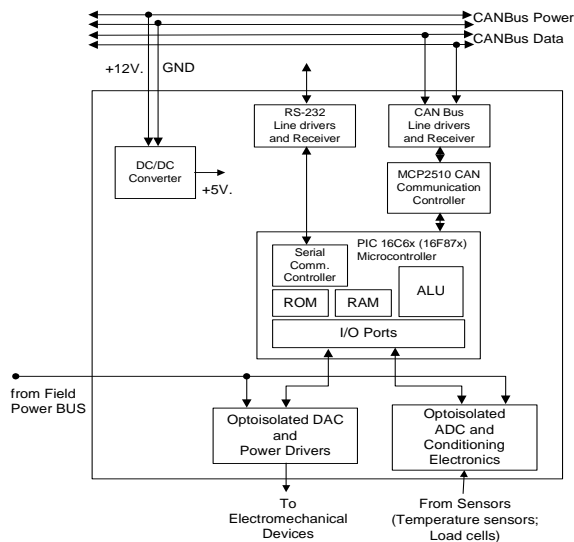 CANBus Power
CANBus Data
+12V.
GND
RS-232
Line drivers
and Receiver
CAN Bus
Line drivers
and Receiver
DC/DC
Converter
+5V.
MCP2510 CAN
Communication
Controller
PIC 16C6x (16F87x)
Microcontroller
Serial
Comm.
Controller
ROM
RAM
ALU
I/O Ports
from Field
Power BUS
Optoisolated DAC
and
Power Drivers
Optoisolated
ADC and
Conditioning
Electronics
To
Electromechanical
Devices
From Sensors
(Temperature sensors;
Load cells)